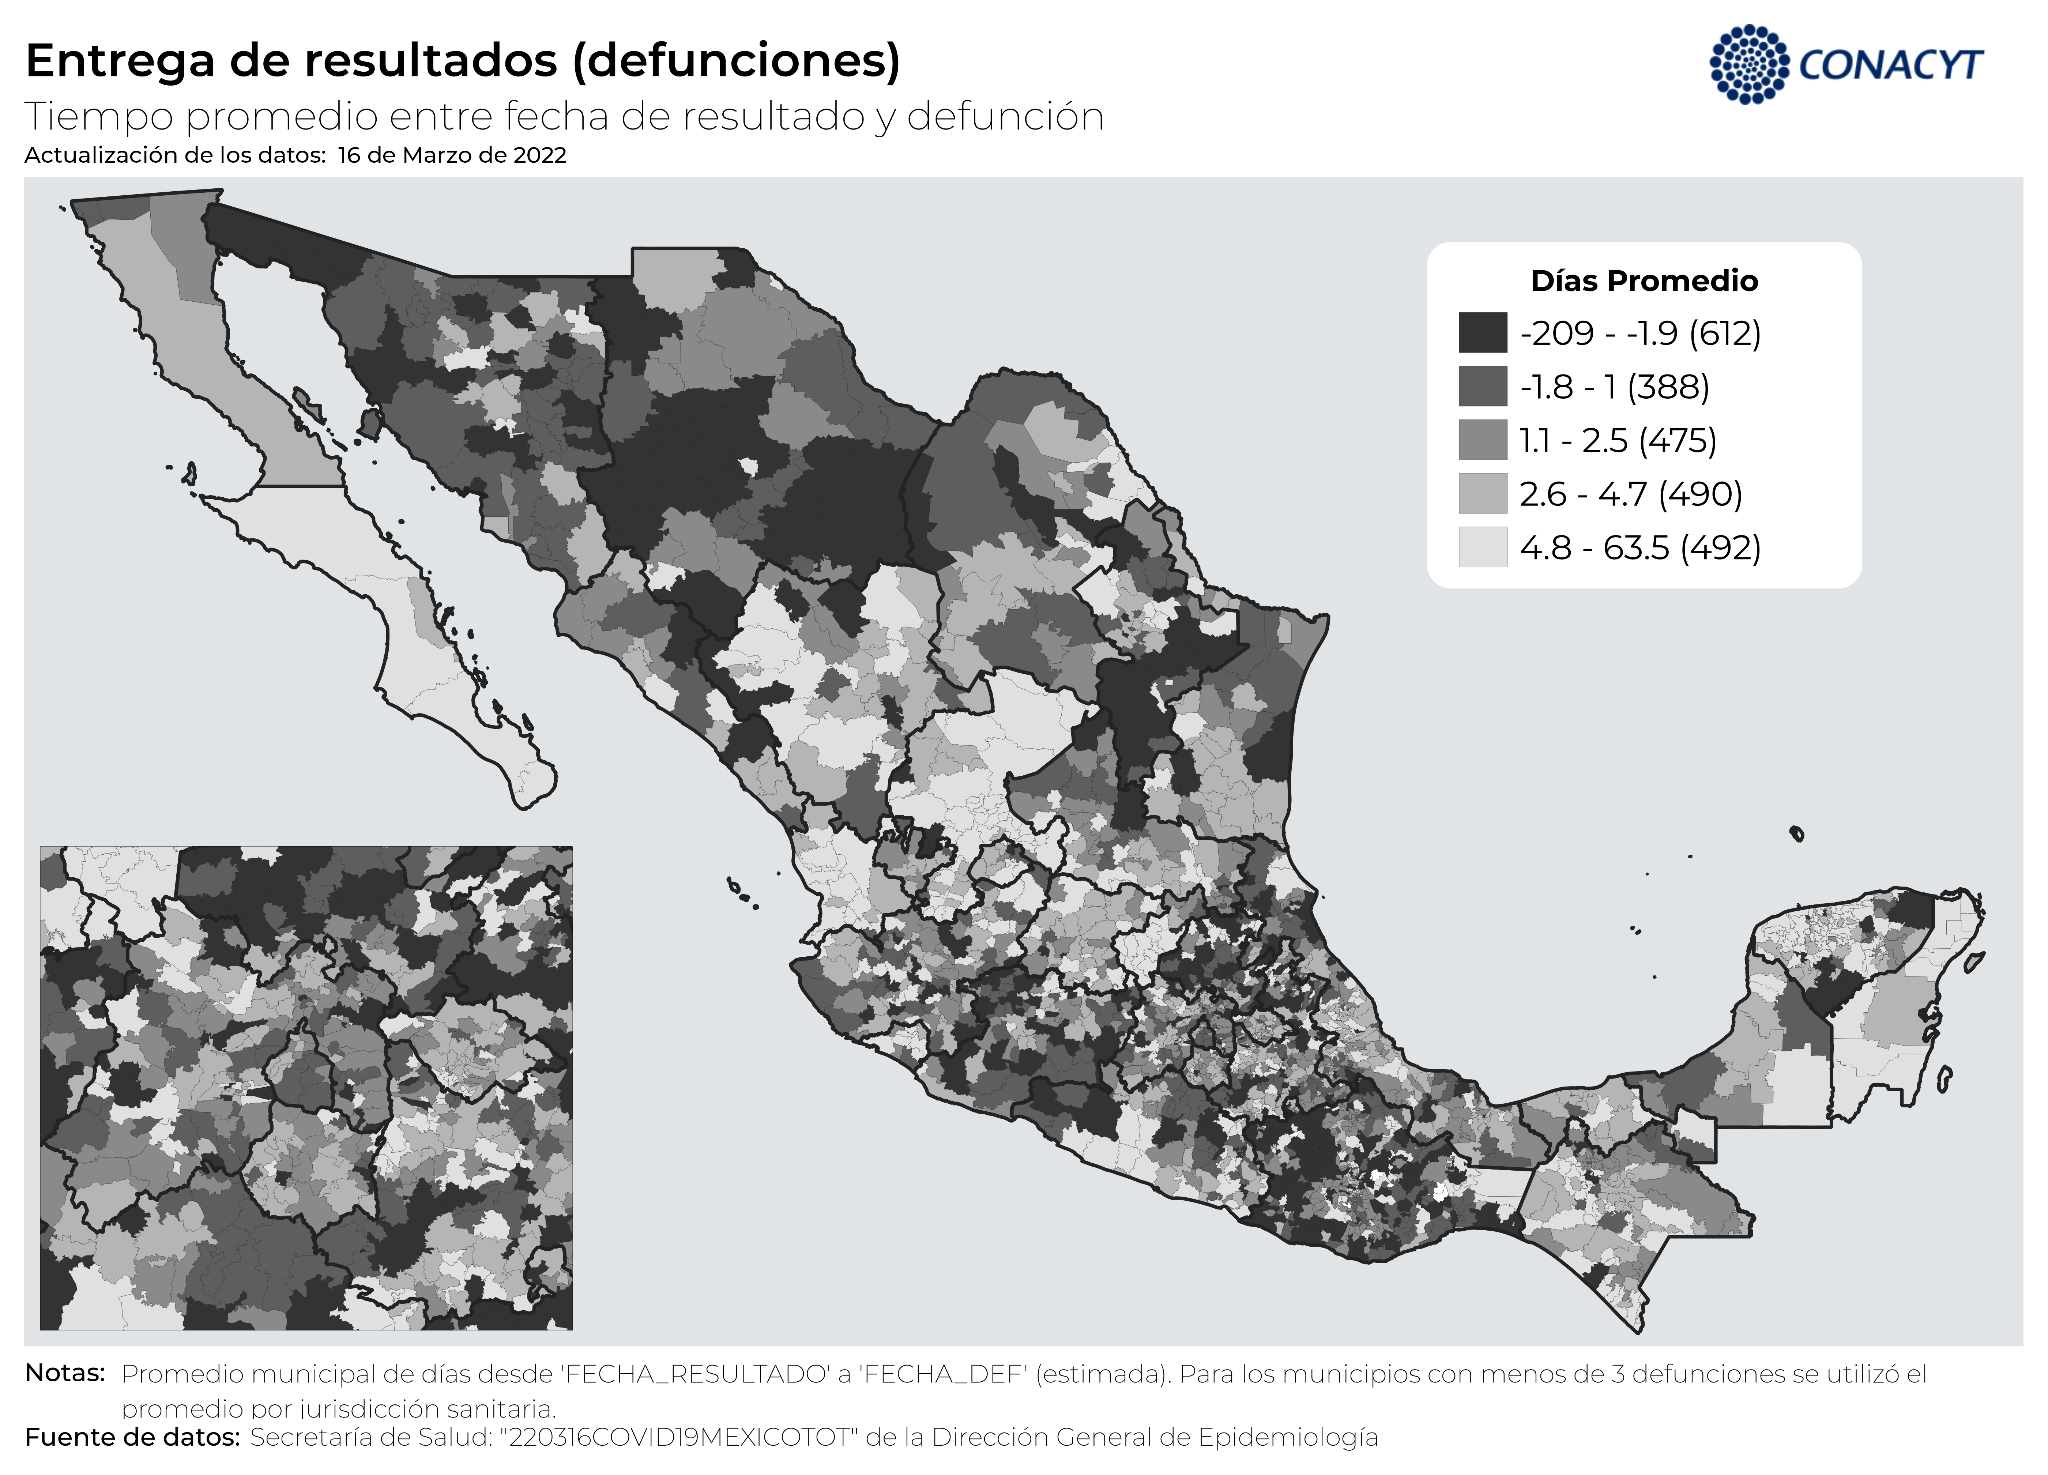 Entrega de resultados (defunciones)
CONACYT
Tiempo promedio entre fecha de resultado y defunción
Actualización de los datos: 16 de Marzo de 2022
Días Promedio
-209 - -1.9 (612)
-1.8 - 1 (388)
1.1 - 2.5 (475)
2.6 - 4.7 (490)
4.8 - 63.5 (492)
Notas: Promedio municipal de días desde 'FECHA_RESULTADO' a 'FECHA_DEF' (estimada). Para los municipios con menos de 3 defunciones se utilizó el
promedio por jurisdicción sanitaria.
Fuente de datos: Secretaría de Salud: "220316COVID19MEXICOTOT" de la Dirección General de Epidemiología